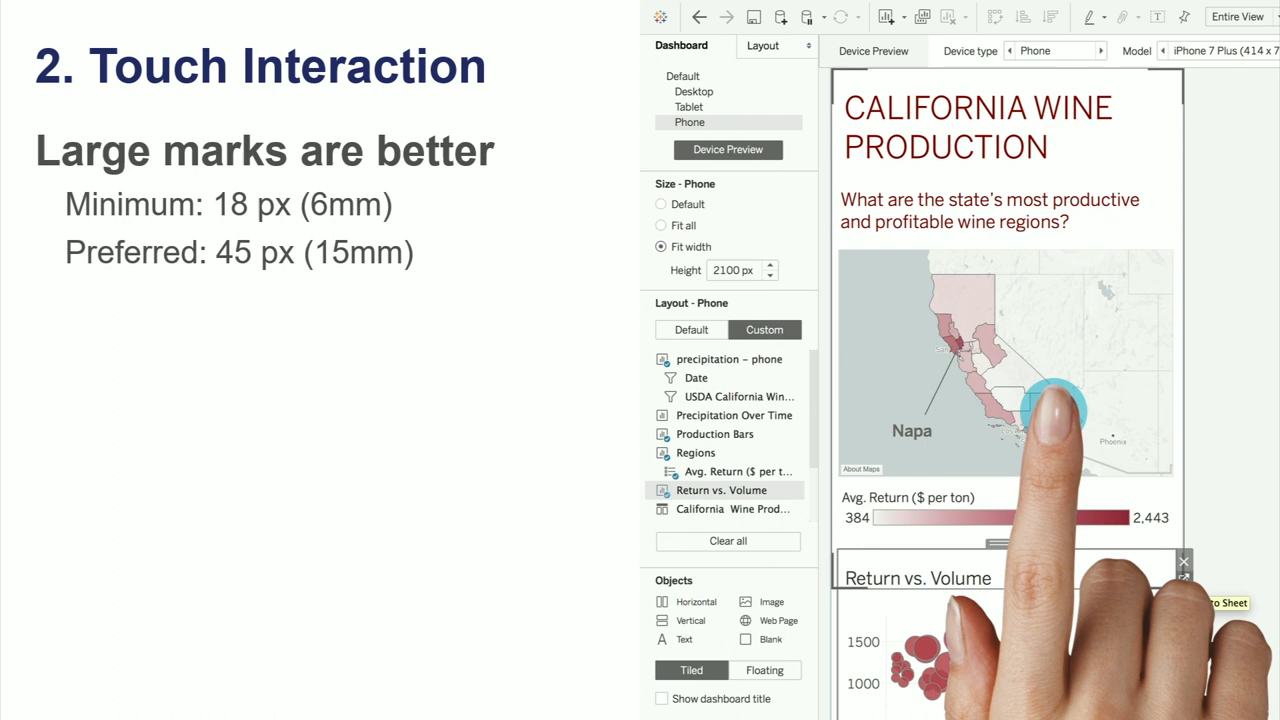 2. Touch Interaction
Large marks are better
Minimum: 18 px (6mm)
Preferred: 45 px (15mm)
Entire View
Dashboard
Layout
Device Preview
Device type
Phone
Model
iPhone 7 Plus (414 x 7
Default
Desktop
Tablet
Phone
Device Preview
Size - Phone
Default
Fit all
Fit width
Height
2100 px
Layout - Phone
Default
Custom
precipitation – phone
Date
USDA California Win...
Precipitation Over Time
Production Bars
Regions
Avg. Return ($ per t...
Return vs. Volume
California Wine Prod...
Clear all
Objects
Horizontal
Image
Vertical
Web Page
A Text
Blank
Tiled
Floating
Show dashboard title
CALIFORNIA WINE
PRODUCTION
What are the state's most productive
and profitable wine regions?
Napa
Phoenix
About Maps
Avg. Return ($ per ton)
384
2,443
Return vs. Volume
to Sheet
1500
1000